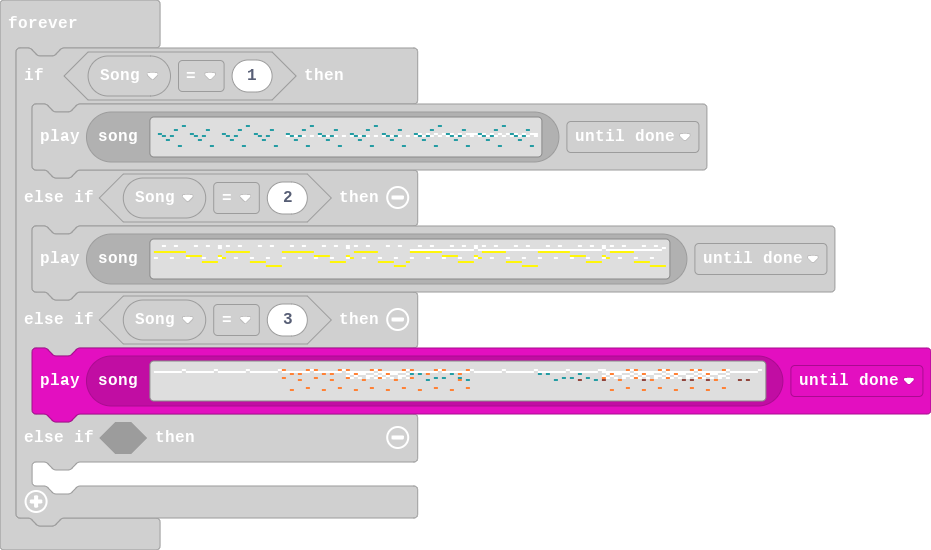 forever
if Song = 1 then
play song until done
else if Song = 2 then
play song until done
else if Song = 3 then
play song until done
else if then